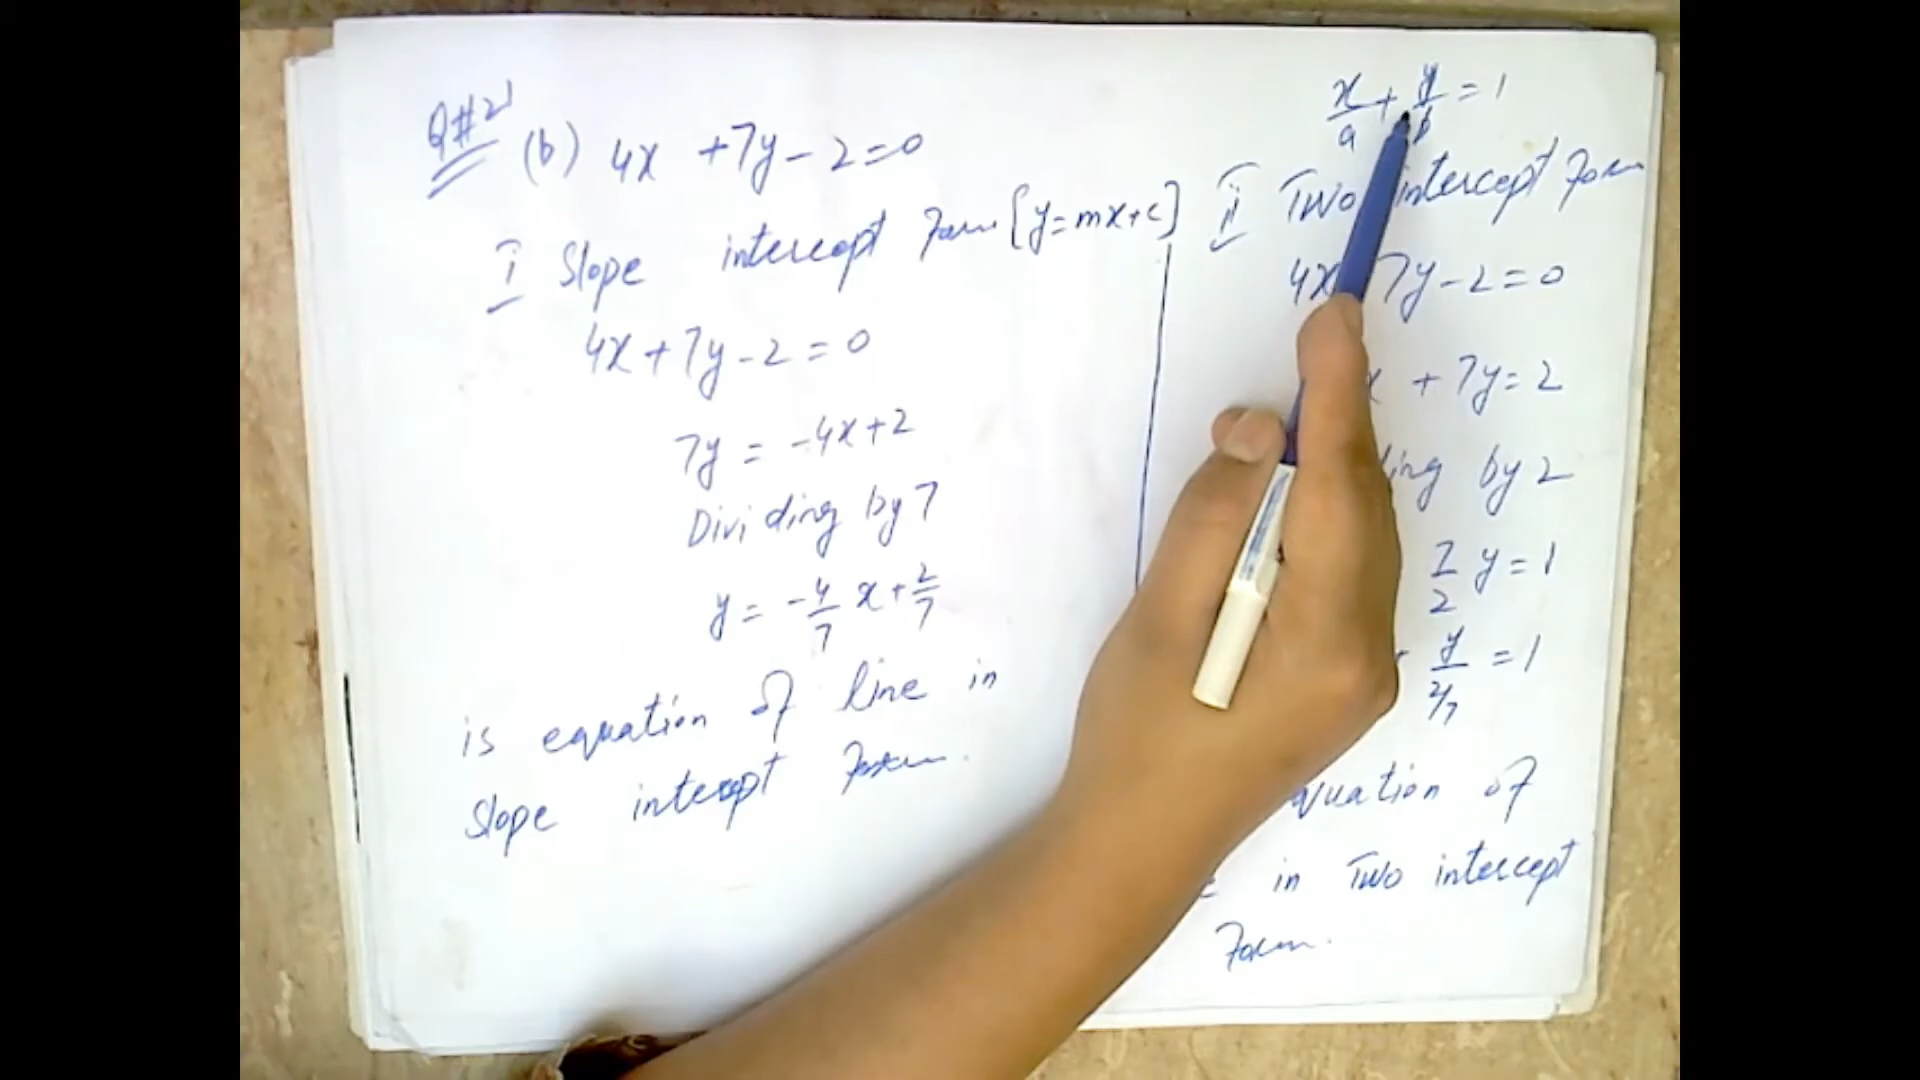 Q#2
(b) 4x +7y-2=0
I Slope intercept Form [y=mx+c]
4x+7y-2=0
7y = -4x+2
Dividing by 7
y = -4/7 x+2/7
is equation of line in
slope intercept Form.
x/a + y/b = 1
II Two intercept Form
4x 7y-2=0
x +7y=2
by 2
7/2 y=1
y/2/7 =1
of
in Two intercept
Form.